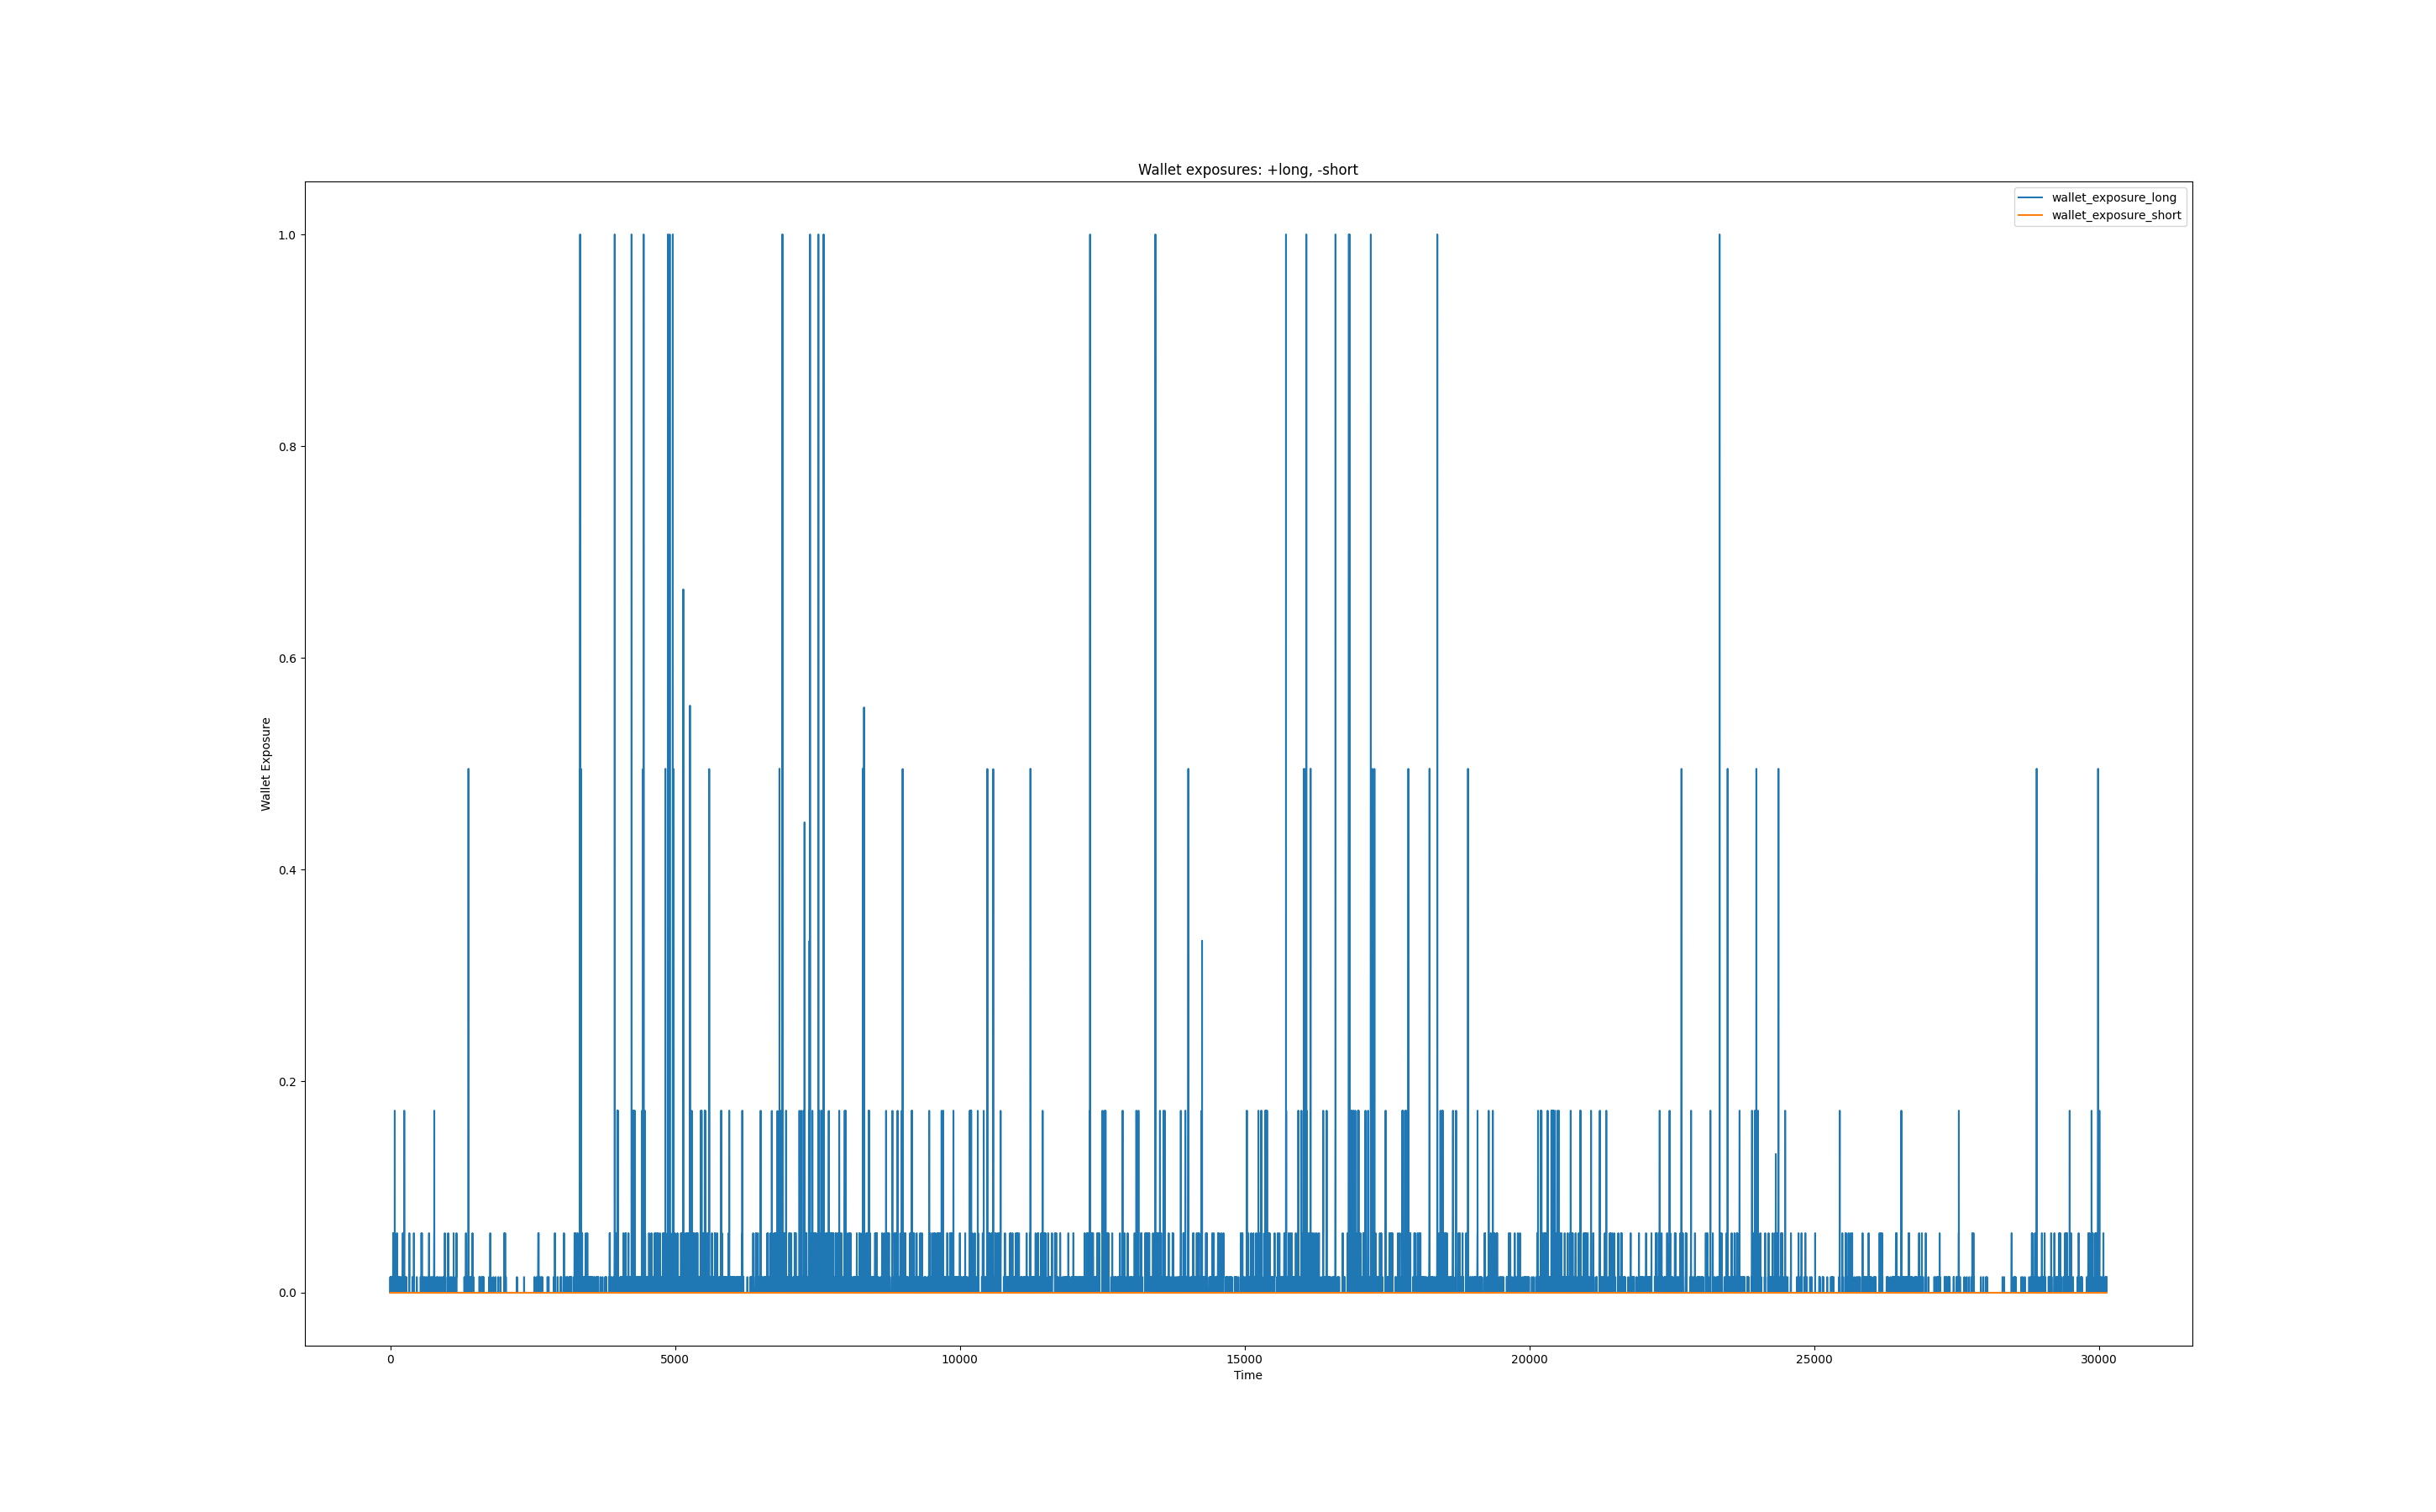 Wallet exposures: +long, -short
wallet_exposure_long
wallet_exposure_short
1.0
0.8
0.6
0.4
0.2
0.0
Wallet Exposure
0 5000 10000 15000 20000 25000 30000
Time